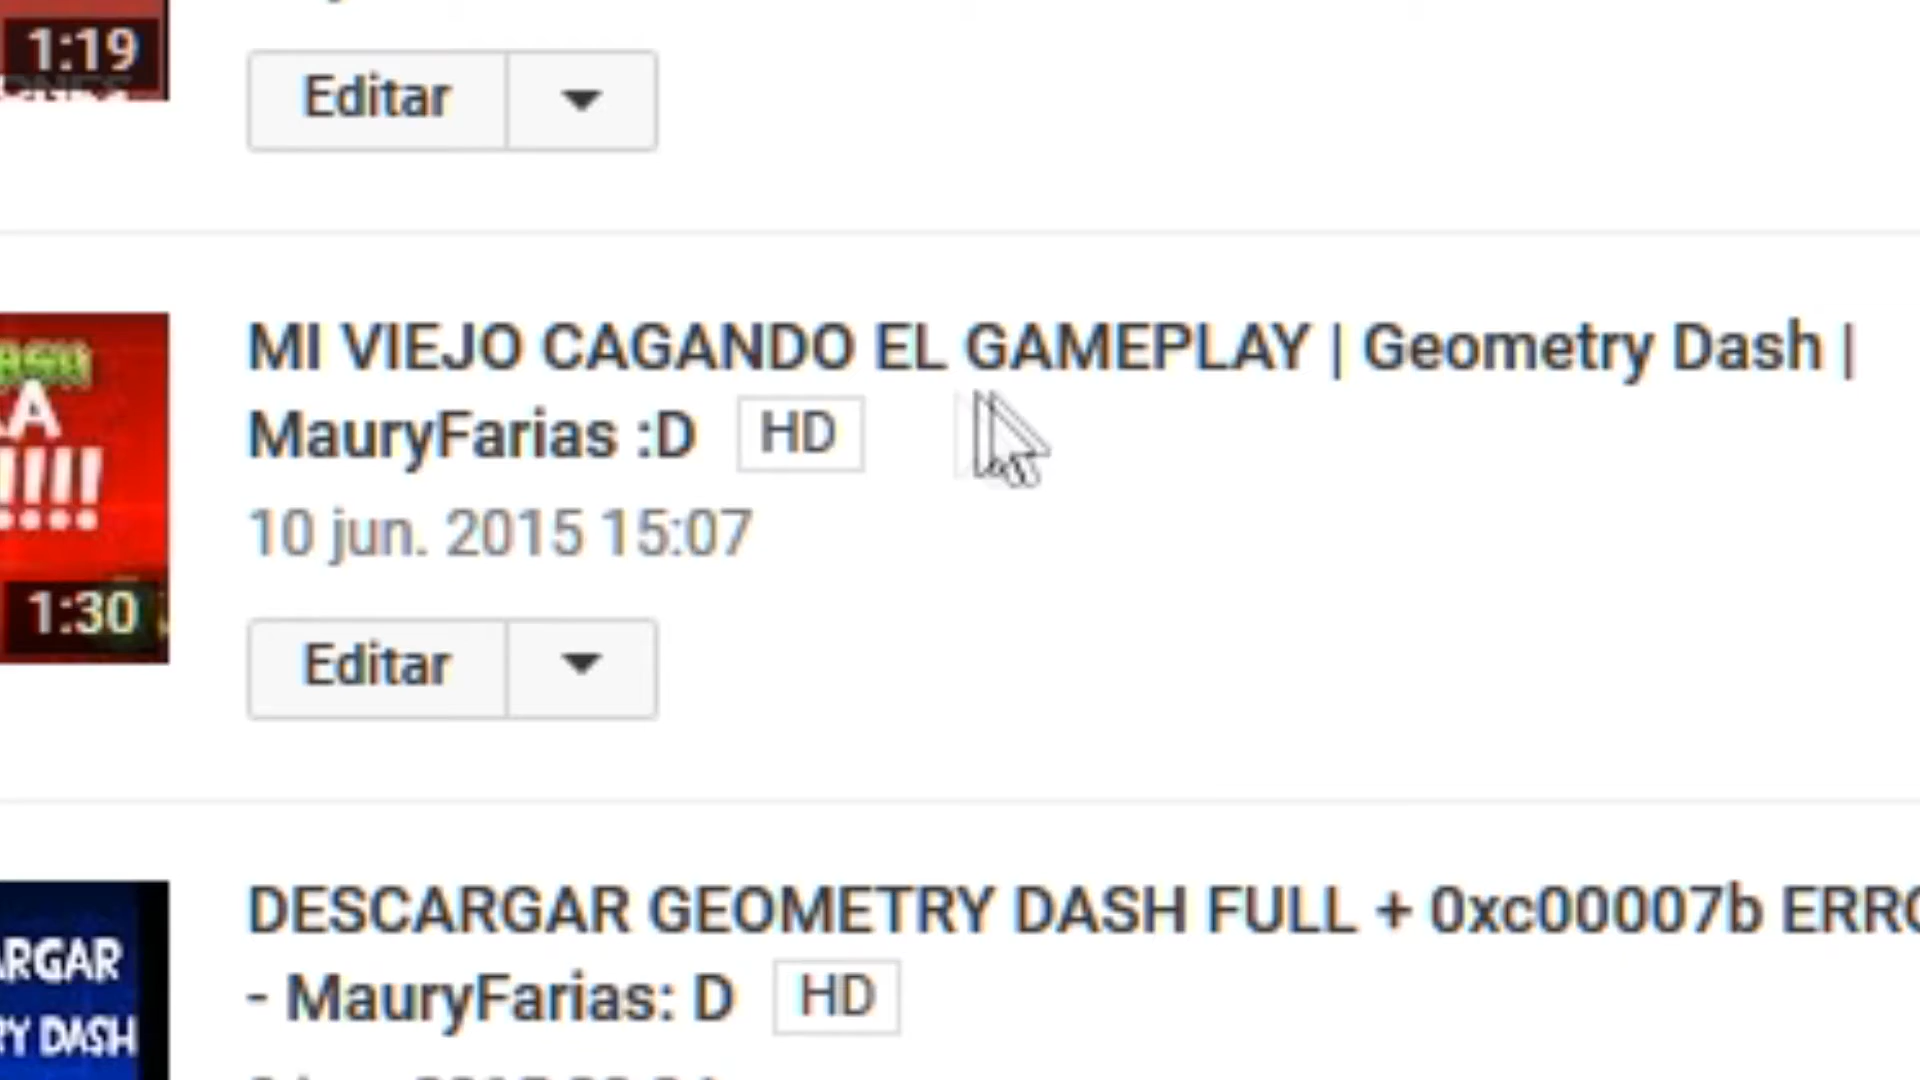 1:19
Editar
MI VIEJO CAGANDO EL GAMEPLAY | Geometry Dash |
MauryFarias :D HD
10 jun. 2015 15:07
!!!!
1:30
Editar
DESCARGAR GEOMETRY DASH FULL + 0xc00007b
- MauryFarias: D HD
DASH